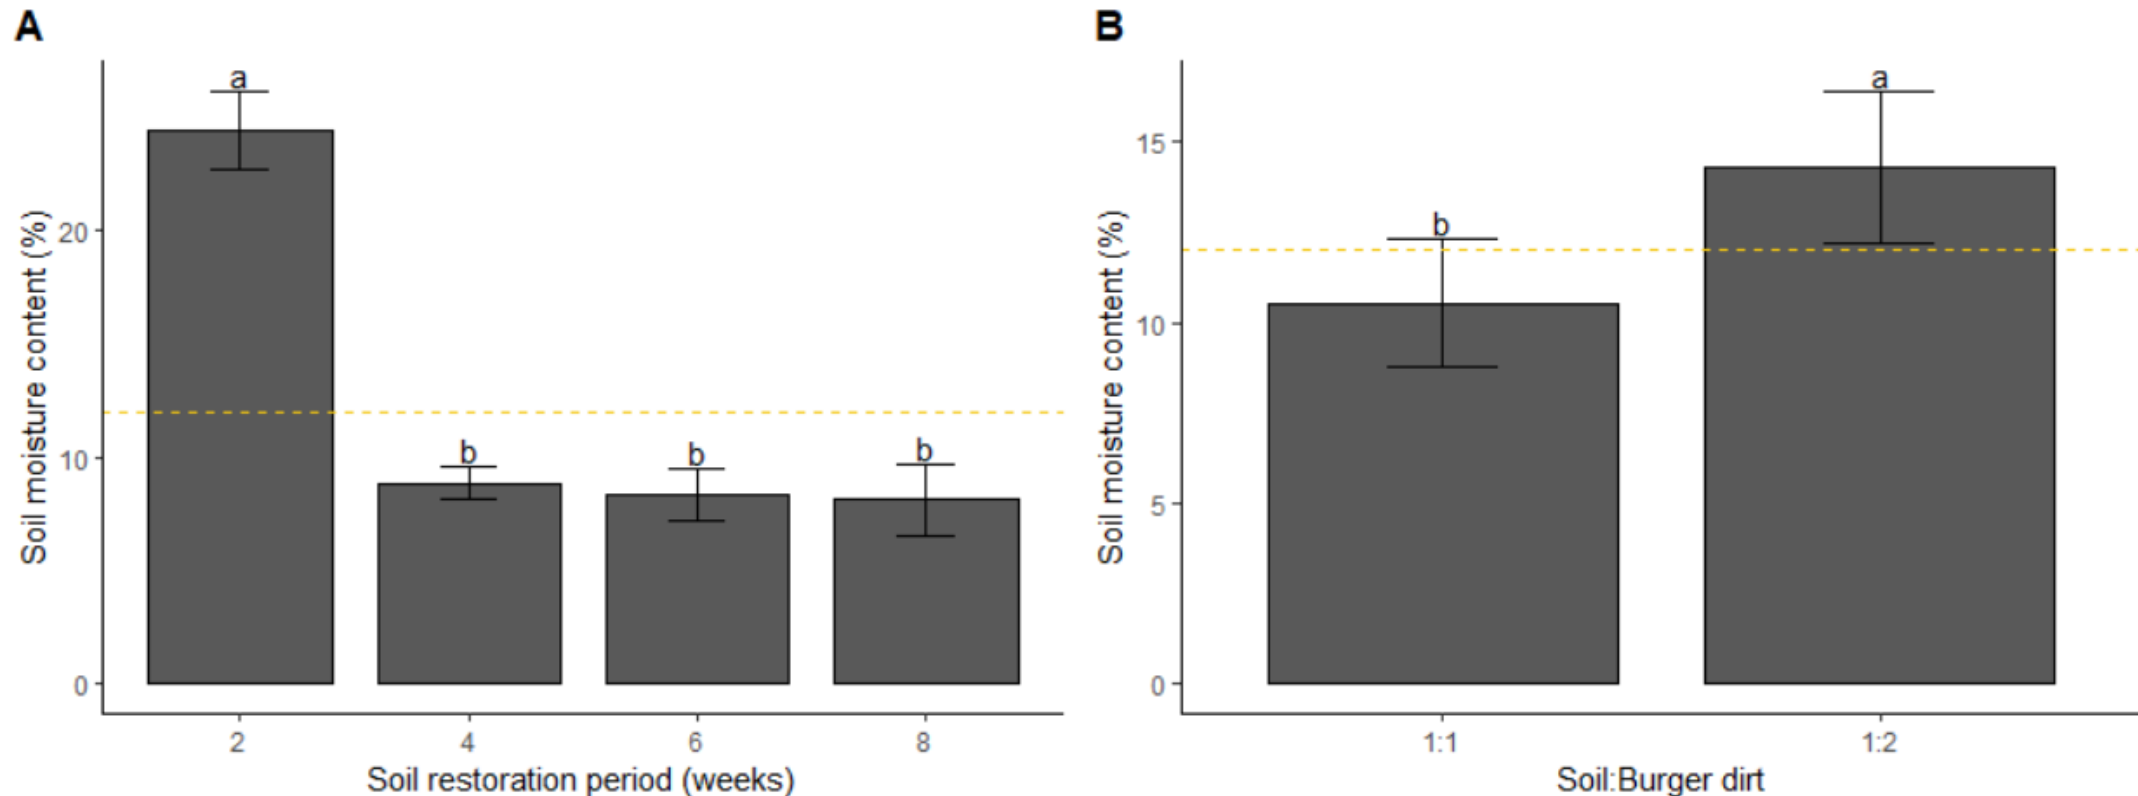 A
Soil moisture content (%)
20
10
0
a
b
b
b
2
4
6
8
Soil restoration period (weeks)
B
Soil moisture content (%)
15
10
5
0
b
a
1:1
1:2
Soil:Burger dirt